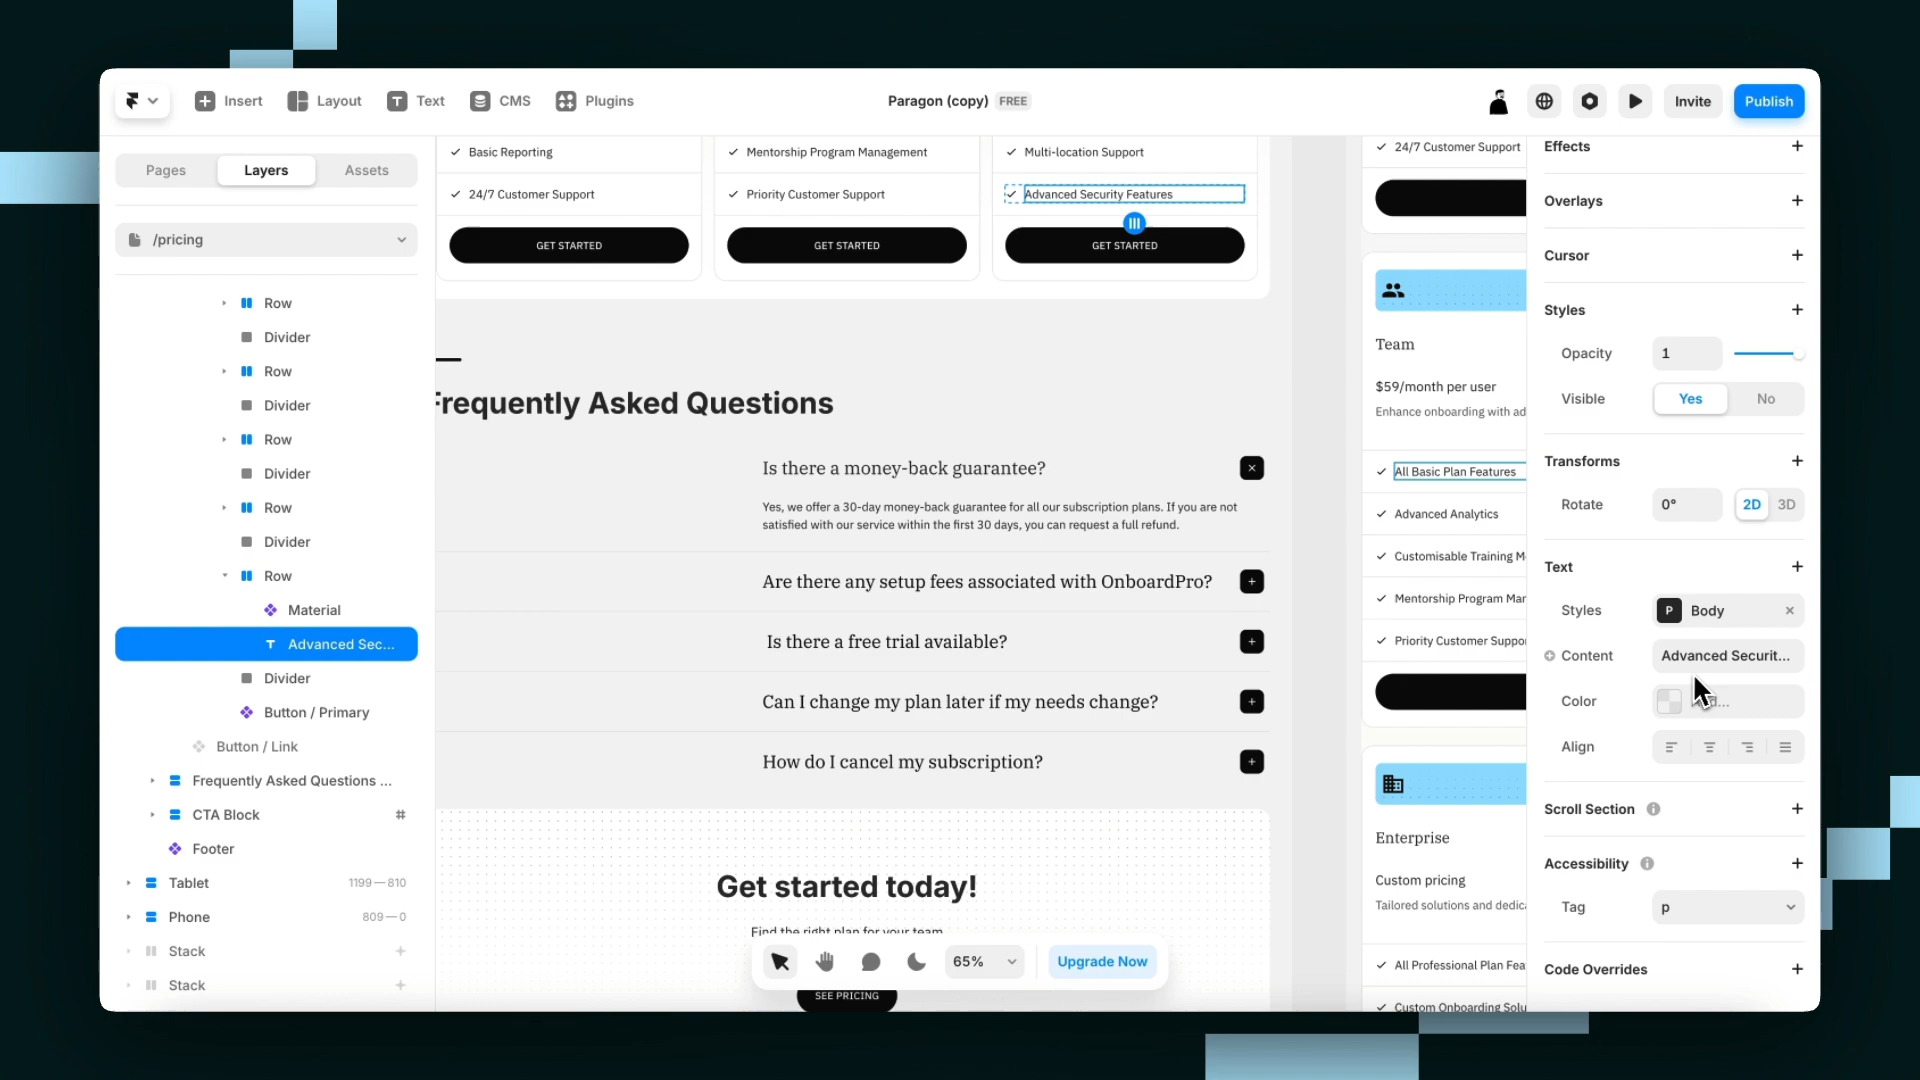 Insert
Layout
Text
CMS
Plugins
Paragon (copy) FREE
Invite
Publish
Pages
Layers
Assets
/pricing
Row
Divider
Row
Divider
Row
Divider
Row
Divider
Row
Material
Advanced Sec...
Divider
Button / Primary
Button / Link
Frequently Asked Questions ...
CTA Block
Footer
Tablet 1199—810
Phone 809—0
Stack
Stack
Basic Reporting
24/7 Customer Support
GET STARTED
Mentorship Program Management
Priority Customer Support
GET STARTED
Multi-location Support
Advanced Security Features
GET STARTED
Frequently Asked Questions
Is there a money-back guarantee?
Yes, we offer a 30-day money-back guarantee for all our subscription plans. If you are not
satisfied with our service within the first 30 days, you can request a full refund.
Are there any setup fees associated with OnboardPro?
Is there a free trial available?
Can I change my plan later if my needs change?
How do I cancel my subscription?
Get started today!
Find the right plan for your team
65%
Upgrade Now
SEE PRICING
24/7 Customer Support
Team
$59/month per user
Enhance onboarding with ad
All Basic Plan Features
Advanced Analytics
Customisable Training M
Mentorship Program Mar
Priority Customer Suppor
Enterprise
Custom pricing
Tailored solutions and dedica
All Professional Plan Fea
Custom Onboarding Solu
Effects
Overlays
Cursor
Styles
Opacity 1
Visible Yes No
Transforms
Rotate 0° 2D 3D
Text
Styles P Body
Content Advanced Securit...
Color
Align
Scroll Section
Accessibility
Tag p
Code Overrides